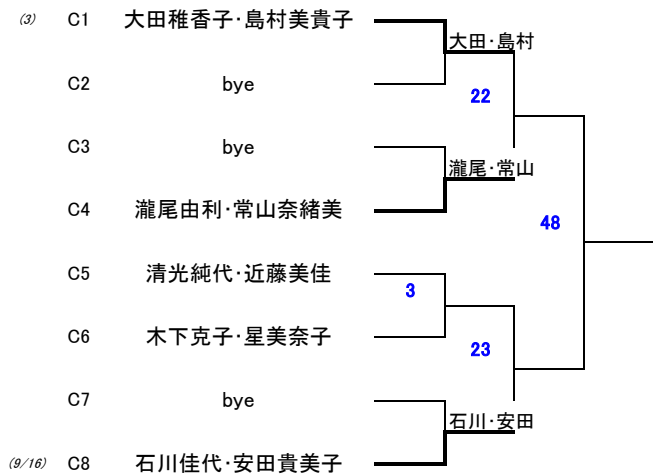 (3) C1 大田稚香子・島村美貴子
大田・島村
C2 bye
22
C3 bye
瀧尾・常山
C4 瀧尾由利・常山奈緒美
48
C5 清光純代・近藤美佳
3
C6 木下克子・星美奈子
23
C7 bye
石川・安田
(9/16) C8 石川佳代・安田貴美子